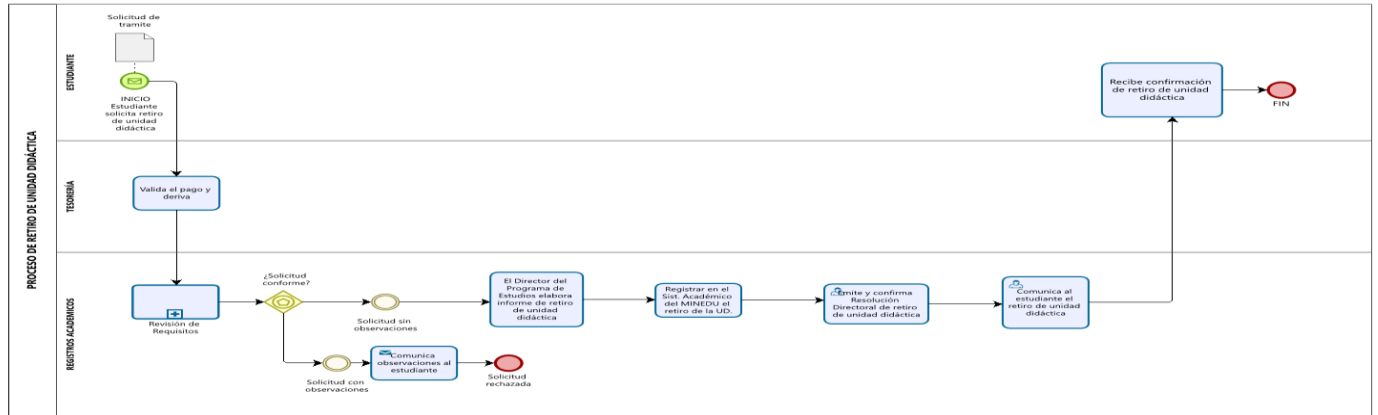 PROCESO DE RETIRO DE UNIDAD DIDÁCTICA
ESTUDIANTE
Solicitud de
tramite
INICIO
Estudiante
solicita retiro
de unidad
didáctica
Recibe confirmación
de retiro de unidad
didáctica
FIN
TESORERÍA
Valida el pago y
deriva
REGISTROS ACADEMICOS
Revisión de
Requisitos
¿Solicitud
conforme?
Solicitud sin
observaciones
El Director del
Programa de
Estudios elabora
informe de retiro
de unidad
didáctica
Registrar en el
Sist. Académico
del MINEDU el
retiro de la UD.
Emite y confirma
Resolución
Directoral de retiro
de unidad didáctica
Comunica al
estudiante el
retiro de unidad
didáctica
Solicitud con
observaciones
Comunica
observaciones al
estudiante
Solicitud
rechazada